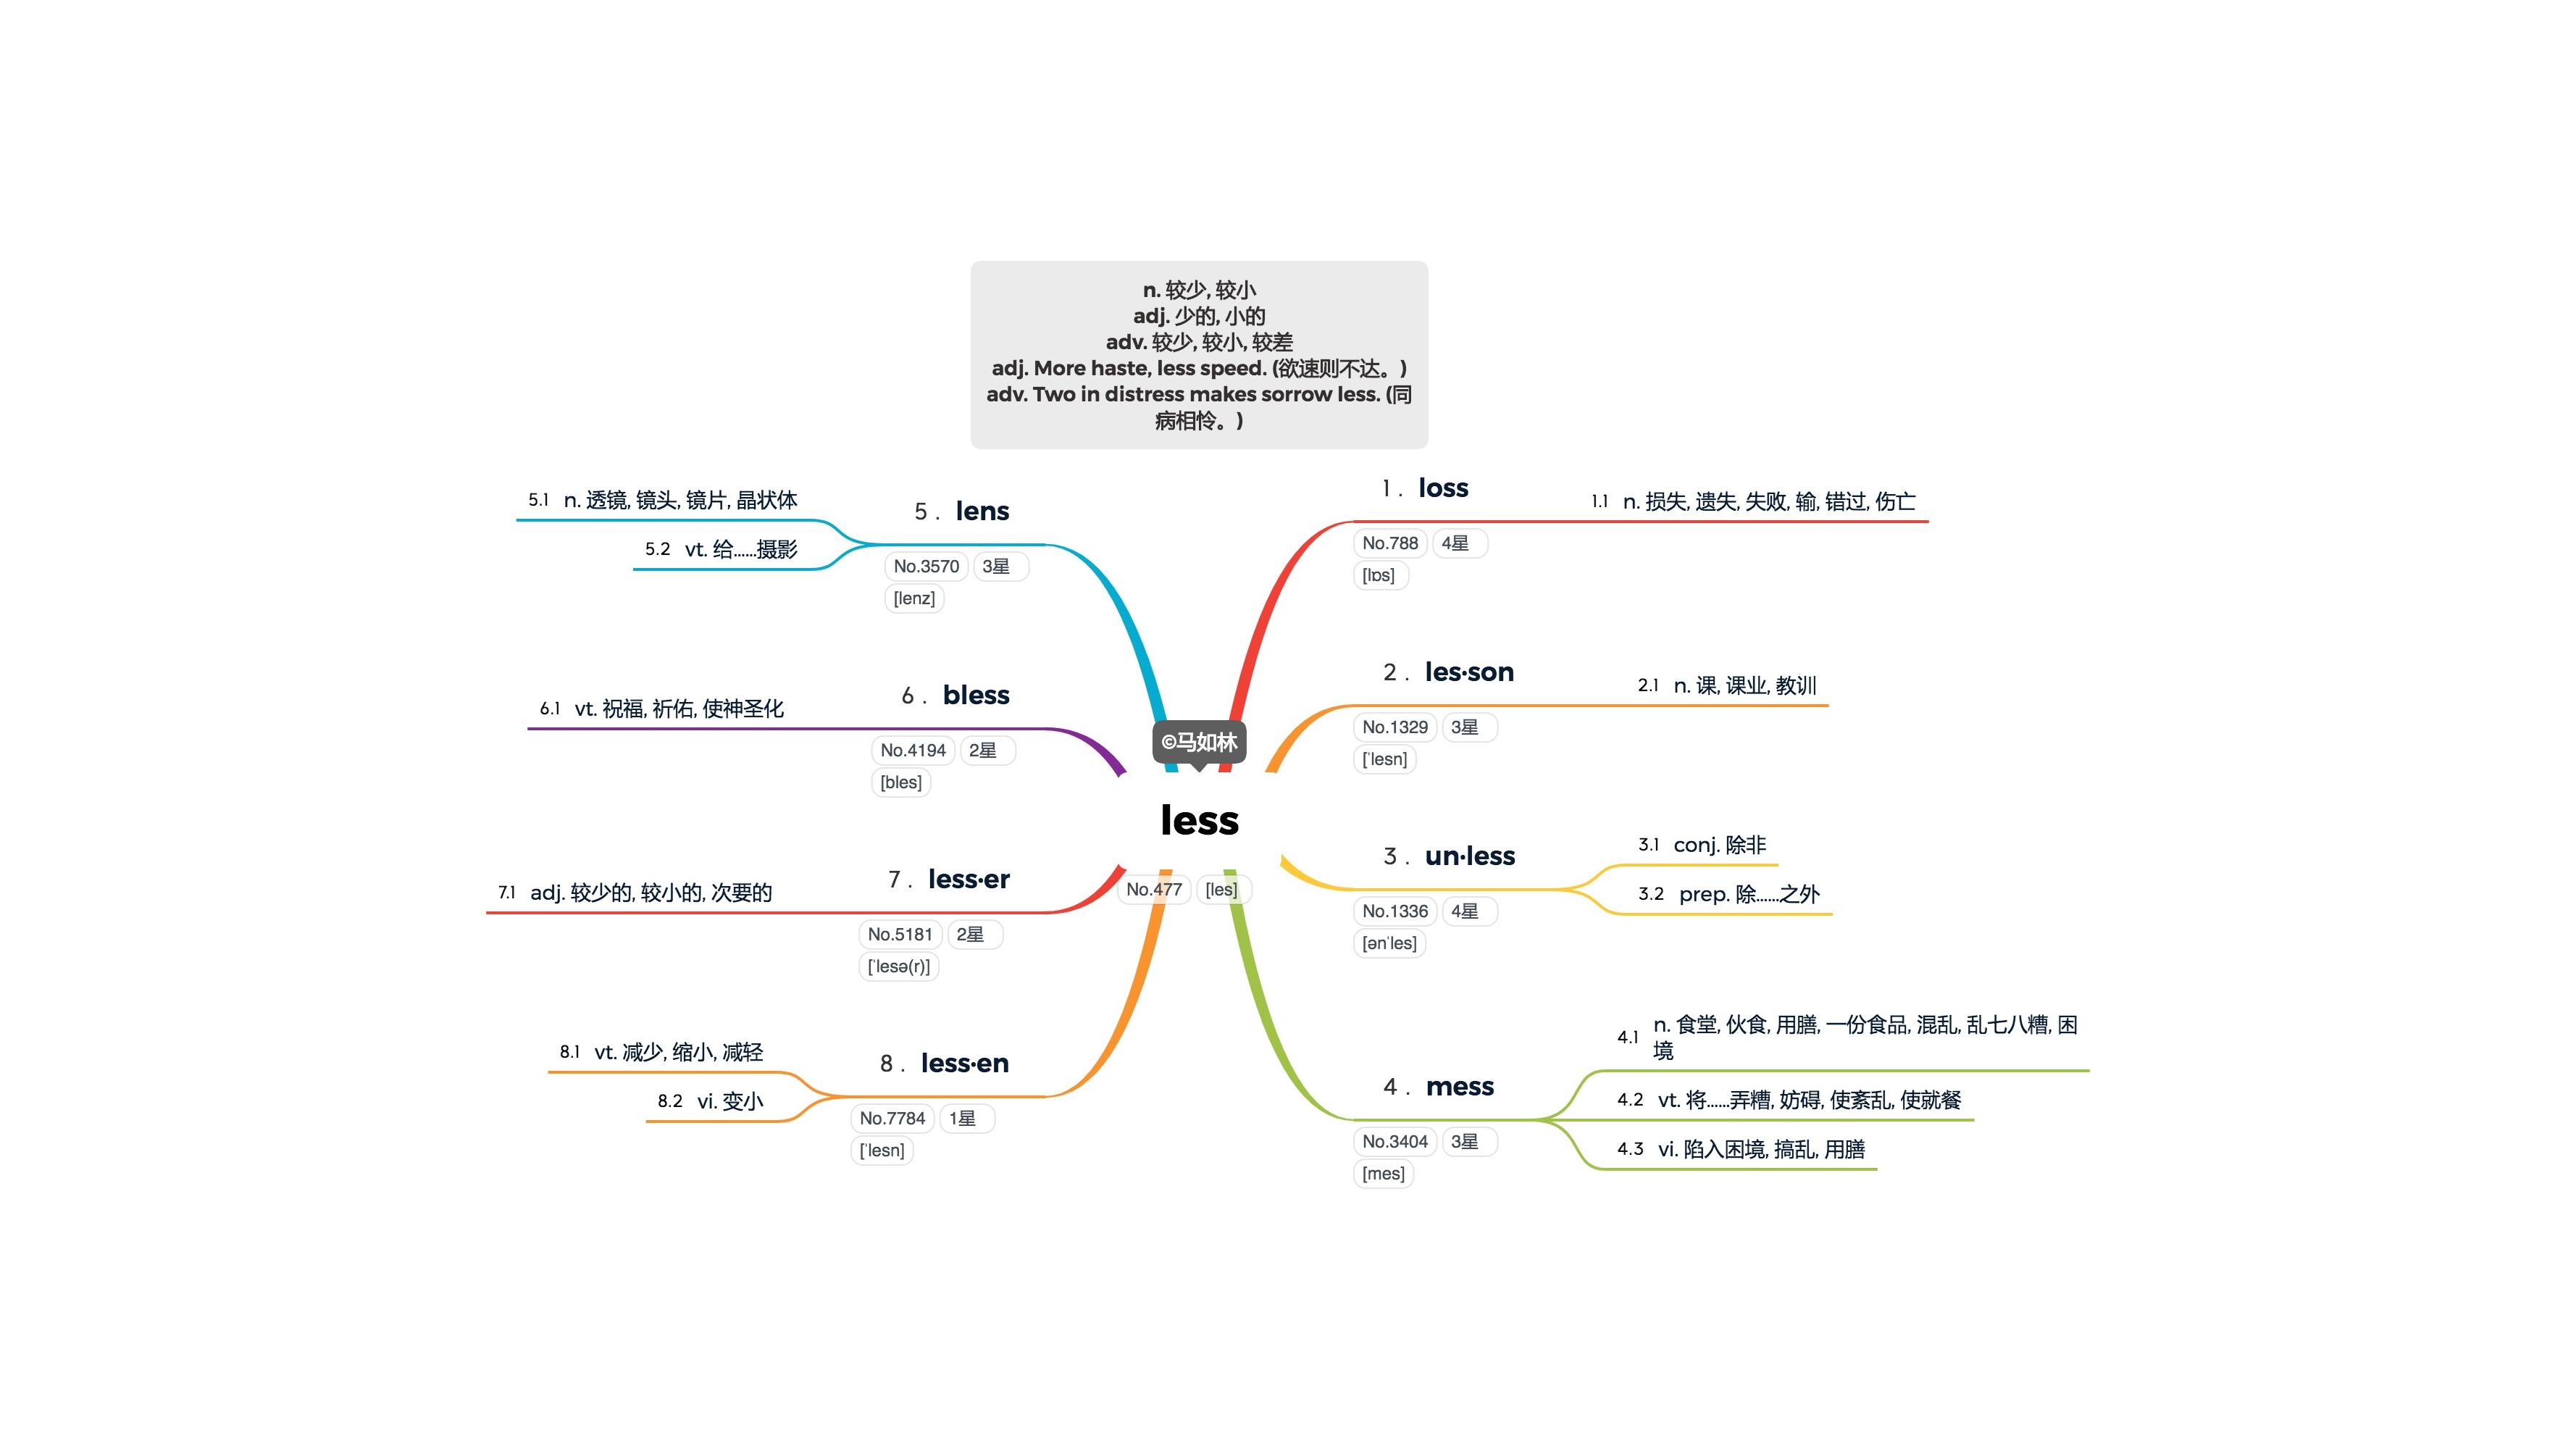 n. 较少, 较小
adj. 少的, 小的
adv. 较少, 较小, 较差
adj. More haste, less speed. (欲速则不达。)
adv. Two in distress makes sorrow less. (同
病相怜。)
©马如林
less
No.477 [les]
1 . loss
No.788 4星
[lɒs]
1.1 n. 损失, 遗失, 失败, 输, 错过, 伤亡
2 . les·son
No.1329 3星
[ˈlesn]
2.1 n. 课, 课业, 教训
3 . un·less
No.1336 4星
[ənˈles]
3.1 conj. 除非
3.2 prep. 除……之外
4 . mess
No.3404 3星
[mes]
4.1 n. 食堂, 伙食, 用膳, 一份食品, 混乱, 乱七八糟, 困
境
4.2 vt. 将……弄糟, 妨碍, 使紊乱, 使就餐
4.3 vi. 陷入困境, 搞乱, 用膳
5 . lens
No.3570 3星
[lenz]
5.1 n. 透镜, 镜头, 镜片, 晶状体
5.2 vt. 给……摄影
6 . bless
No.4194 2星
[bles]
6.1 vt. 祝福, 祈佑, 使神圣化
7 . less·er
No.5181 2星
[ˈlesə(r)]
7.1 adj. 较少的, 较小的, 次要的
8 . less·en
No.7784 1星
[ˈlesn]
8.1 vt. 减少, 缩小, 减轻
8.2 vi. 变小